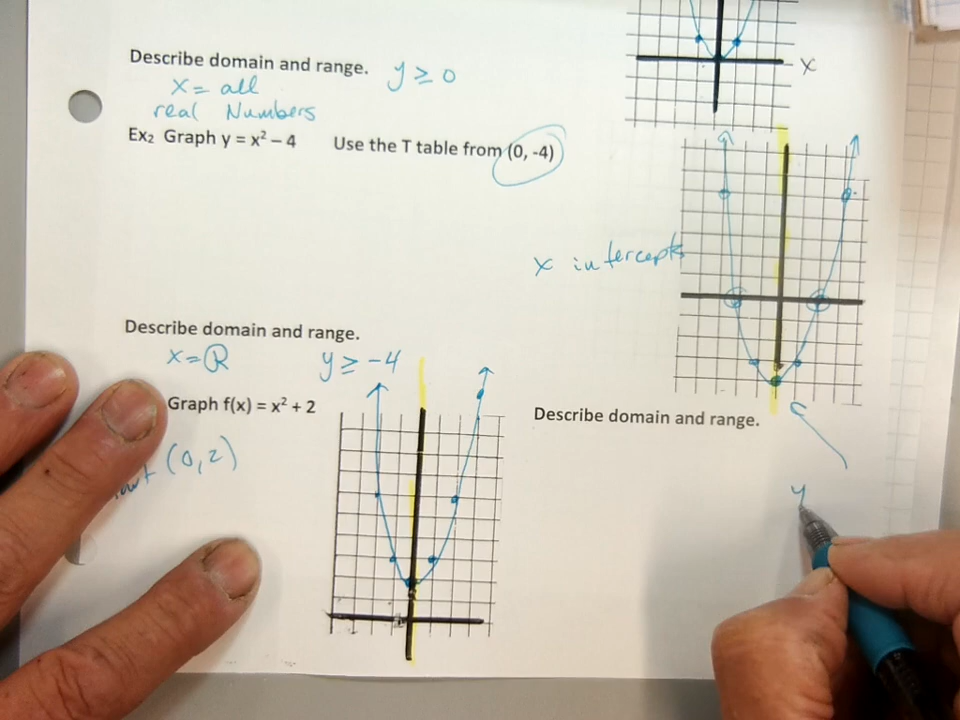 Describe domain and range. y ≥ 0
x = all
real Numbers
X
Ex2 Graph y = x² – 4 Use the T table from (0, -4)
x intercepts
Describe domain and range.
x = ℝ y ≥ -4
Graph f(x) = x² + 2
Describe domain and range.
(0,2)
y